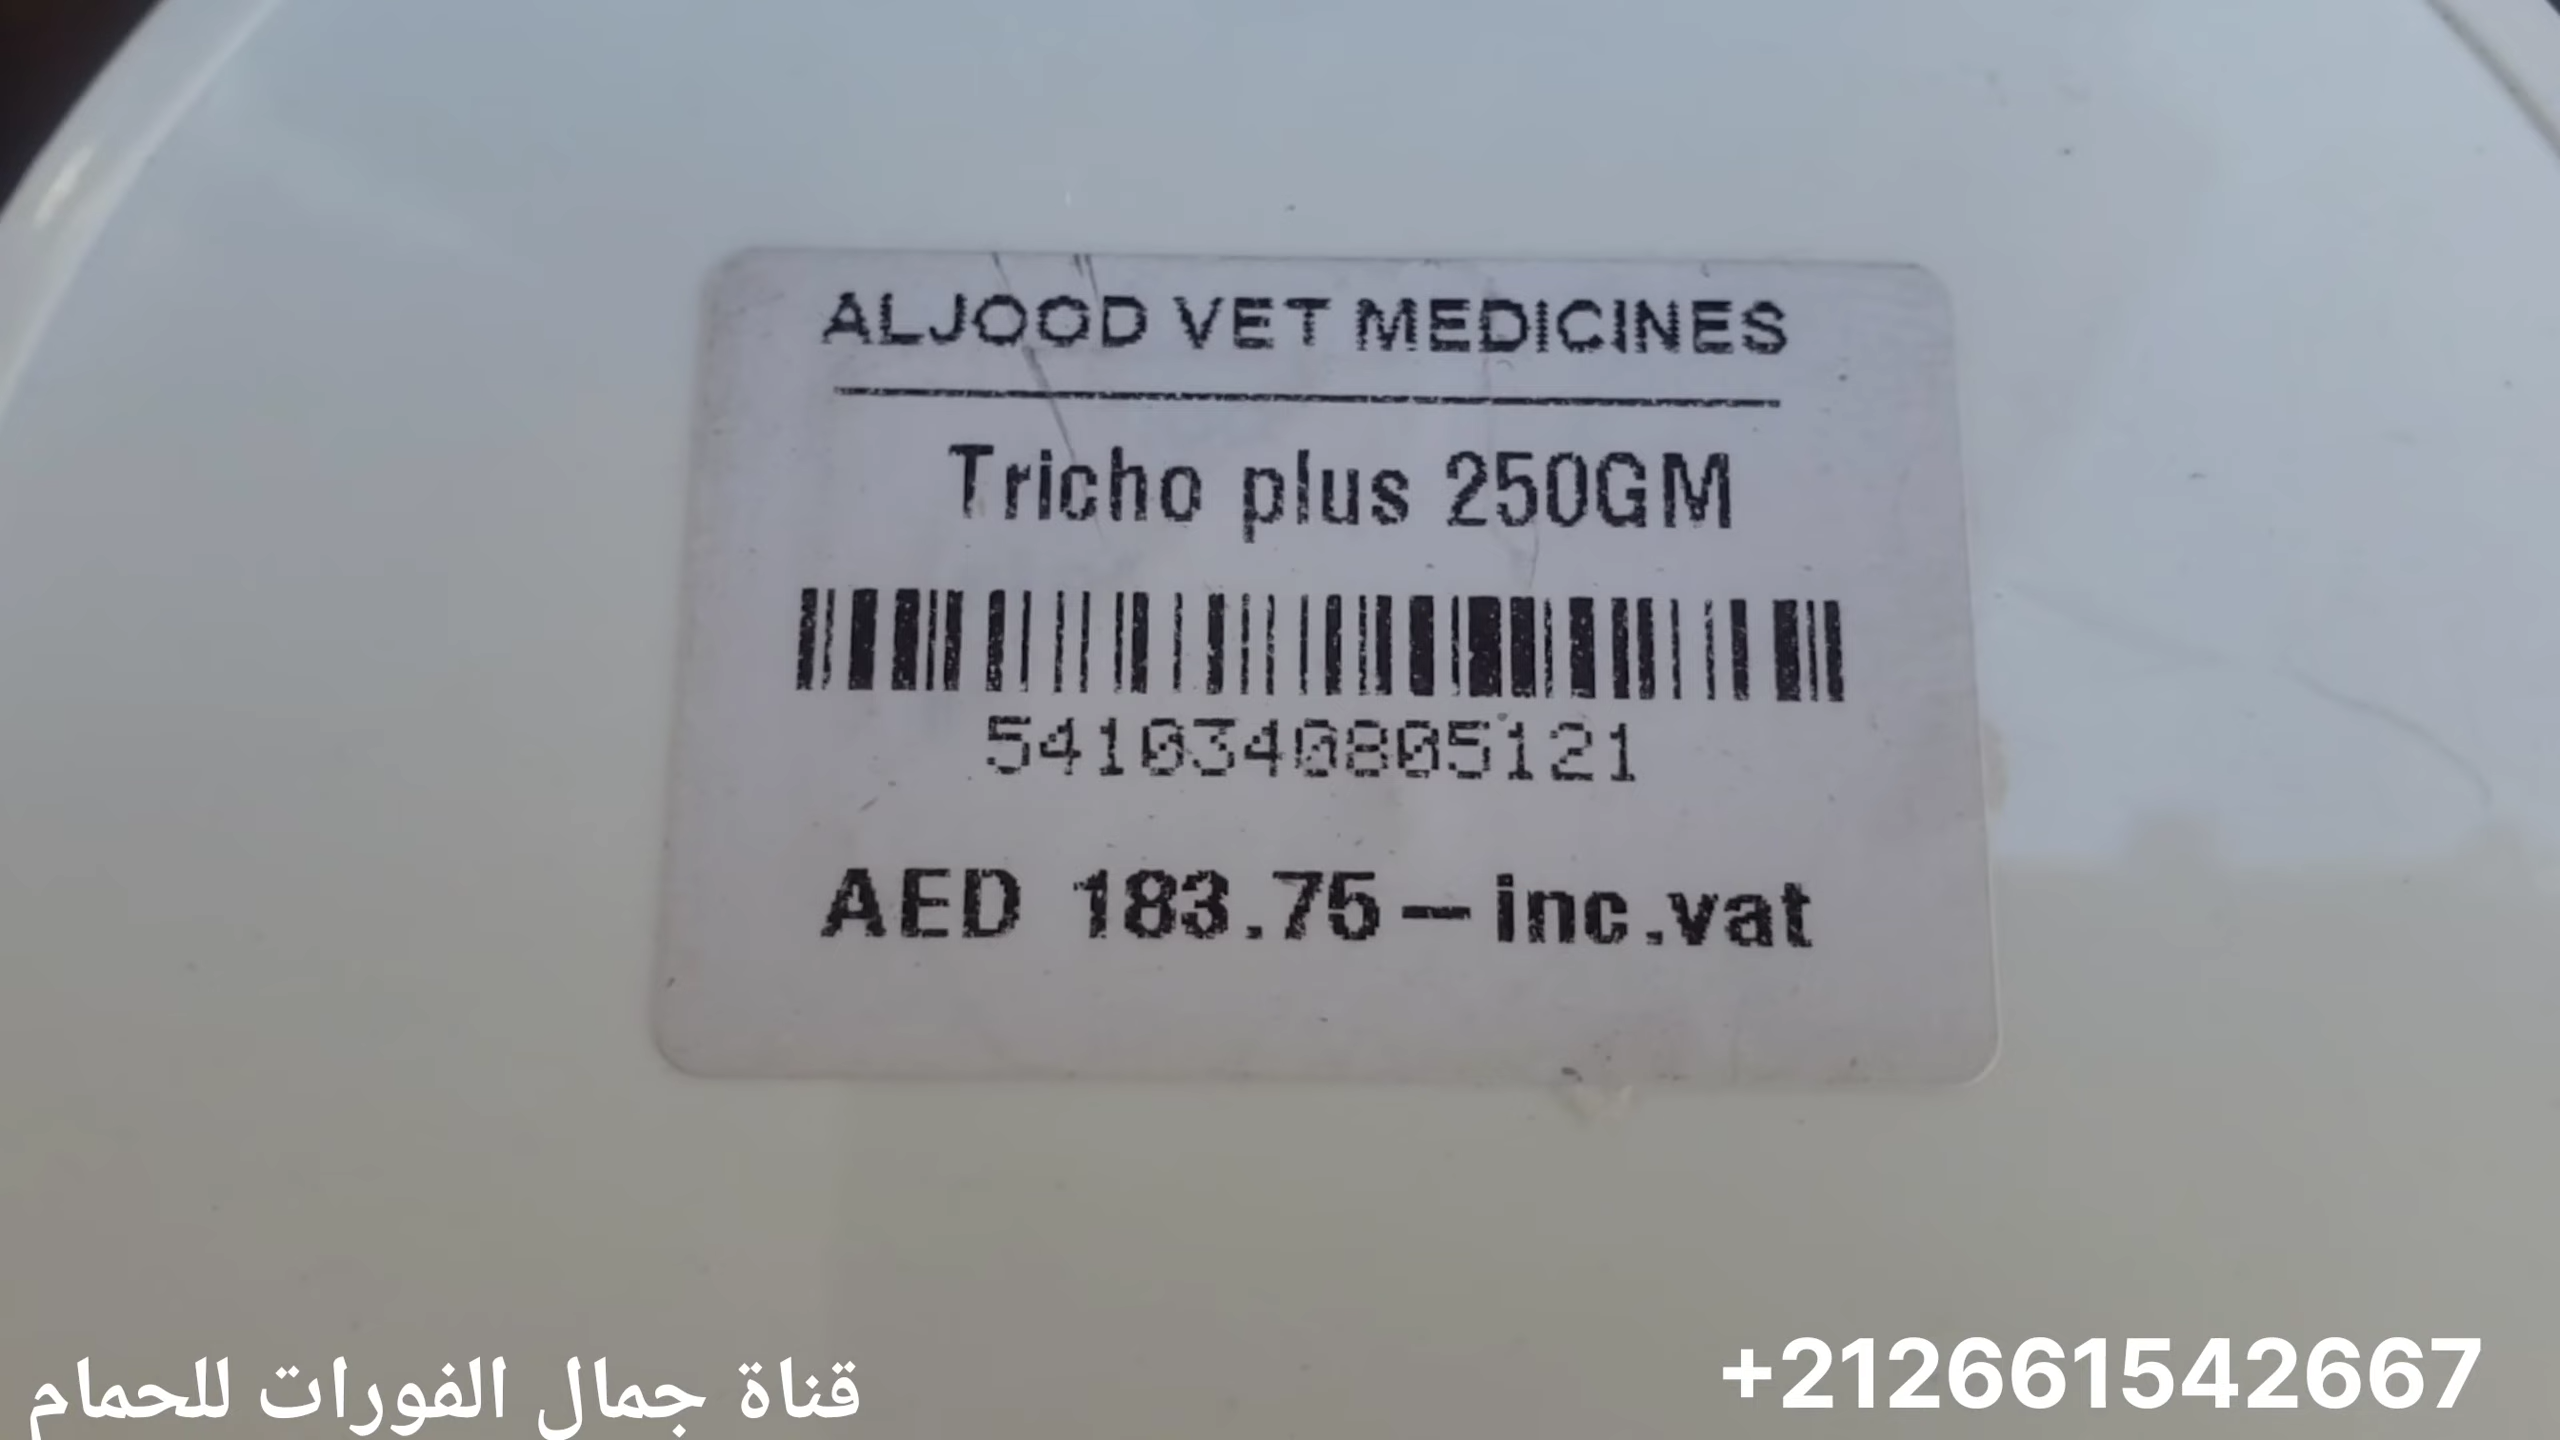 ALJOOD VET MEDICINES
Tricho plus 250GM
5410340805121
AED 183.75-inc.vat
قناة جمال الفورات للحمام
+212661542667